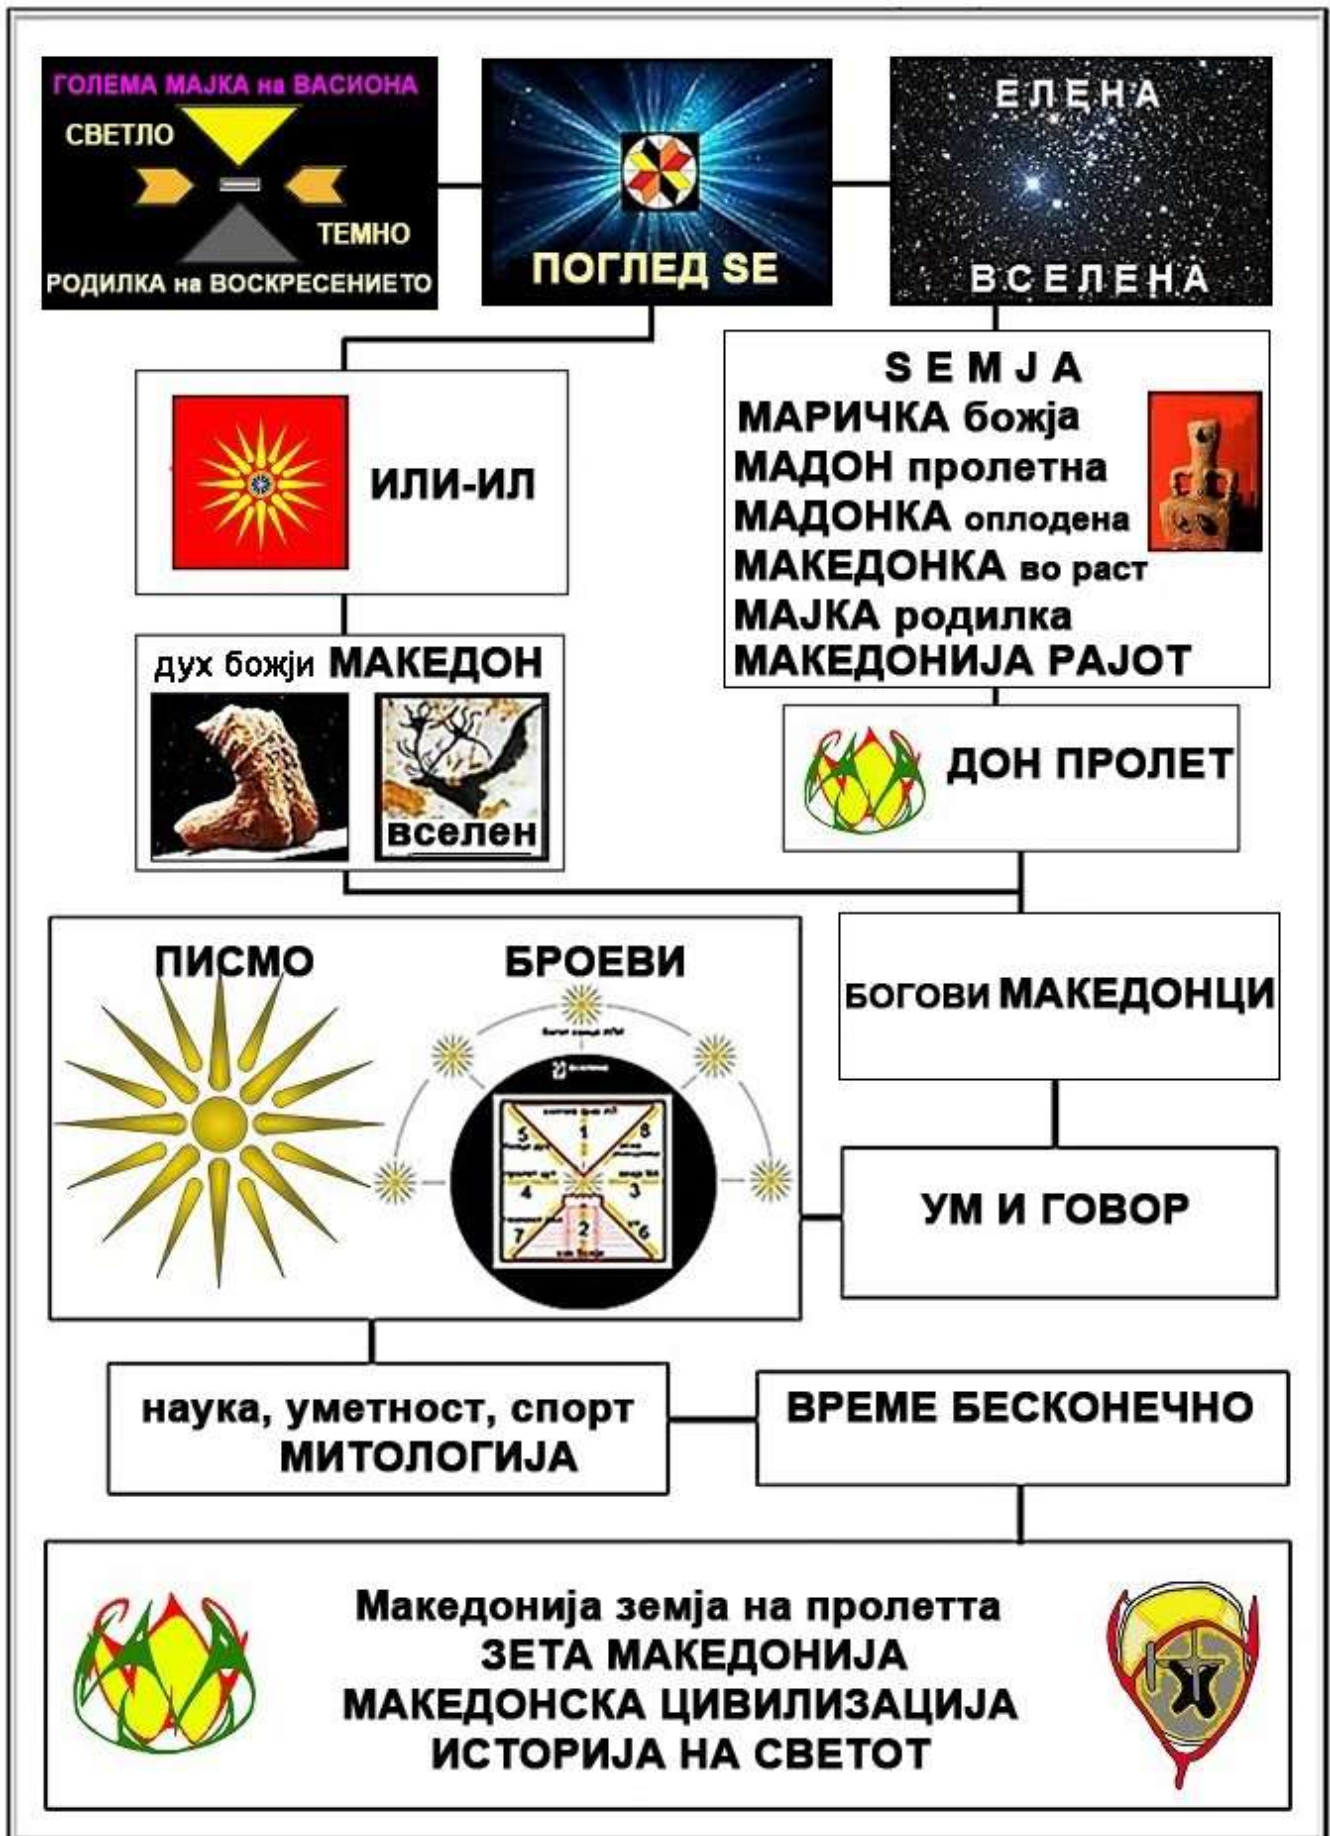 ГОЛЕМА МАЈКА на ВАСИОНА
СВЕТЛО
ТЕМНО
РОДИЛКА на ВОСКРЕСЕНИЕТО
ПОГЛЕД SE
ЕЛЕНА
ВСЕЛЕНА
ИЛИ-ИЛ
S E M J A
МАРИЧКА божја
МАДОН пролетна
МАДОНКА оплодена
МАКЕДОНКА во раст
МАЈКА родилка
МАКЕДОНИЈА РАЈОТ
дух божји МАКЕДОН
вселен
ДОН ПРОЛЕТ
ПИСМО
БРОЕВИ
5 1 8
4 3
7 2 6
БОГОВИ МАКЕДОНЦИ
УМ И ГОВОР
наука, уметност, спорт
МИТОЛОГИЈА
ВРЕМЕ БЕСКОНЕЧНО
Македонија земја на пролетта
ЗЕТА МАКЕДОНИЈА
МАКЕДОНСКА ЦИВИЛИЗАЦИЈА
ИСТОРИЈА НА СВЕТОТ